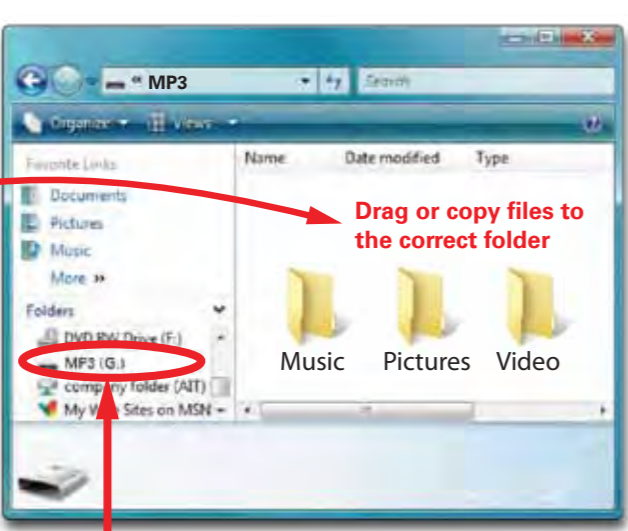 « MP3
Search
Organize
Views
Favorite Links
Name Date modified Type
Documents
Pictures
Music
More »
Drag or copy files to
the correct folder
Folders
DVD RW Drive (F:)
MP3 (G:)
company folder (AIT)
My Web Sites on MSN
Music Pictures Video